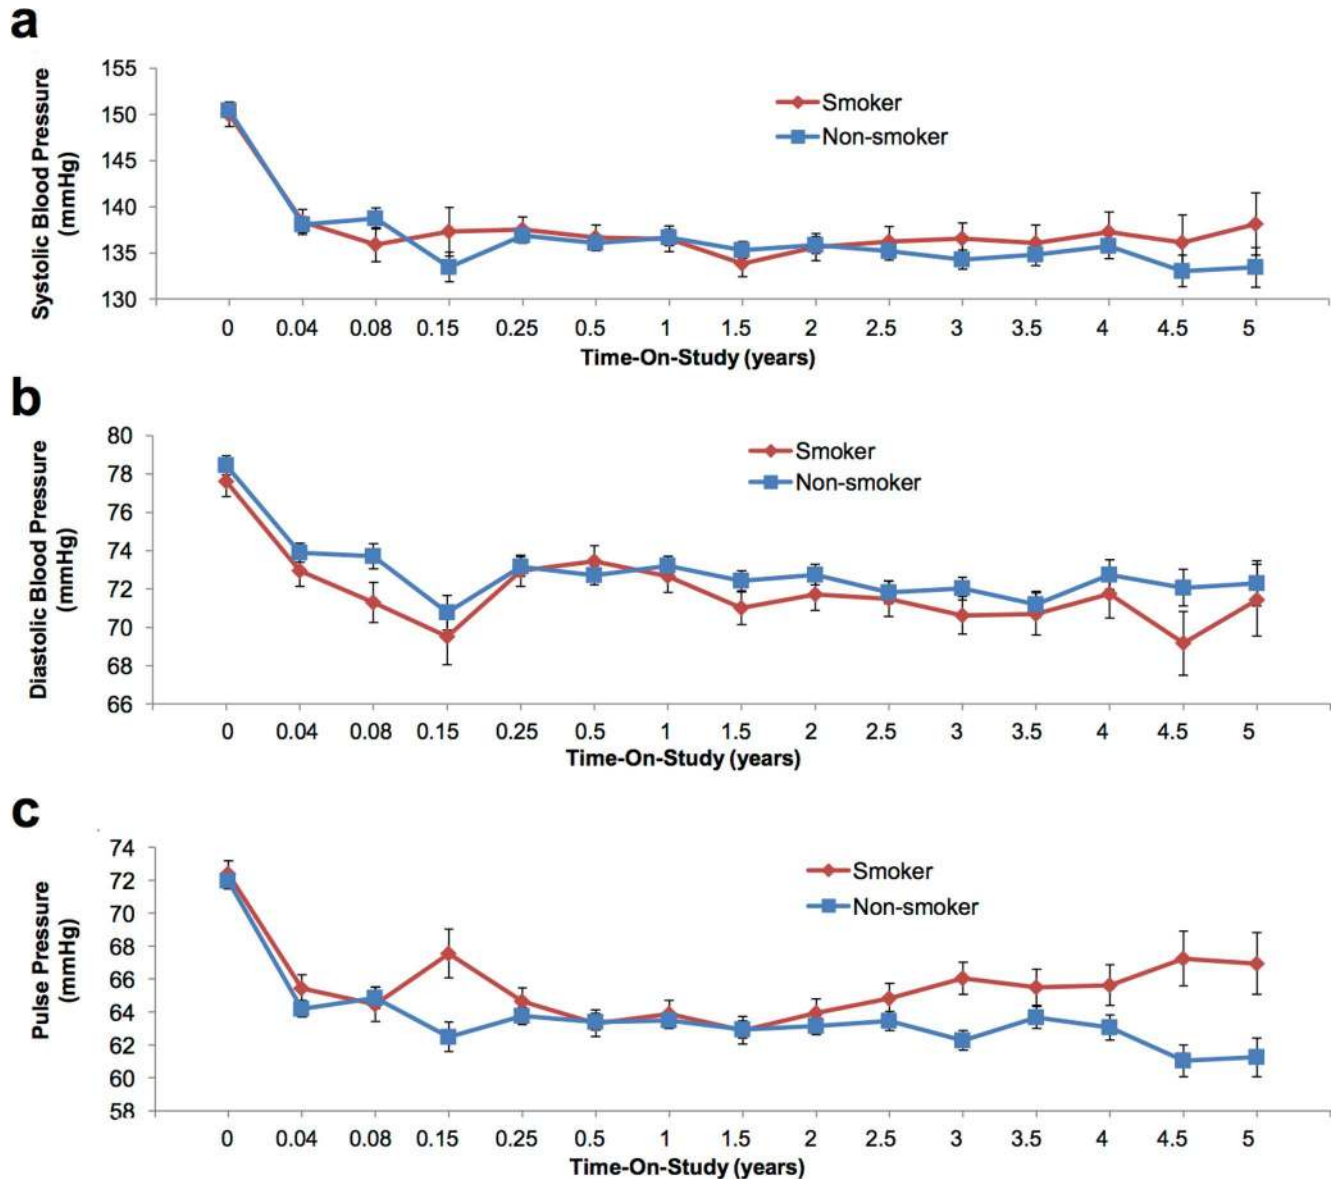 a
Systolic Blood Pressure
(mmHg)
155
150
145
140
135
130
Smoker
Non-smoker
0 0.04 0.08 0.15 0.25 0.5 1 1.5 2 2.5 3 3.5 4 4.5 5
Time-On-Study (years)
b
Diastolic Blood Pressure
(mmHg)
80
78
76
74
72
70
68
66
Smoker
Non-smoker
0 0.04 0.08 0.15 0.25 0.5 1 1.5 2 2.5 3 3.5 4 4.5 5
Time-On-Study (years)
c
Pulse Pressure
(mmHg)
74
72
70
68
66
64
62
60
58
Smoker
Non-smoker
0 0.04 0.08 0.15 0.25 0.5 1 1.5 2 2.5 3 3.5 4 4.5 5
Time-On-Study (years)